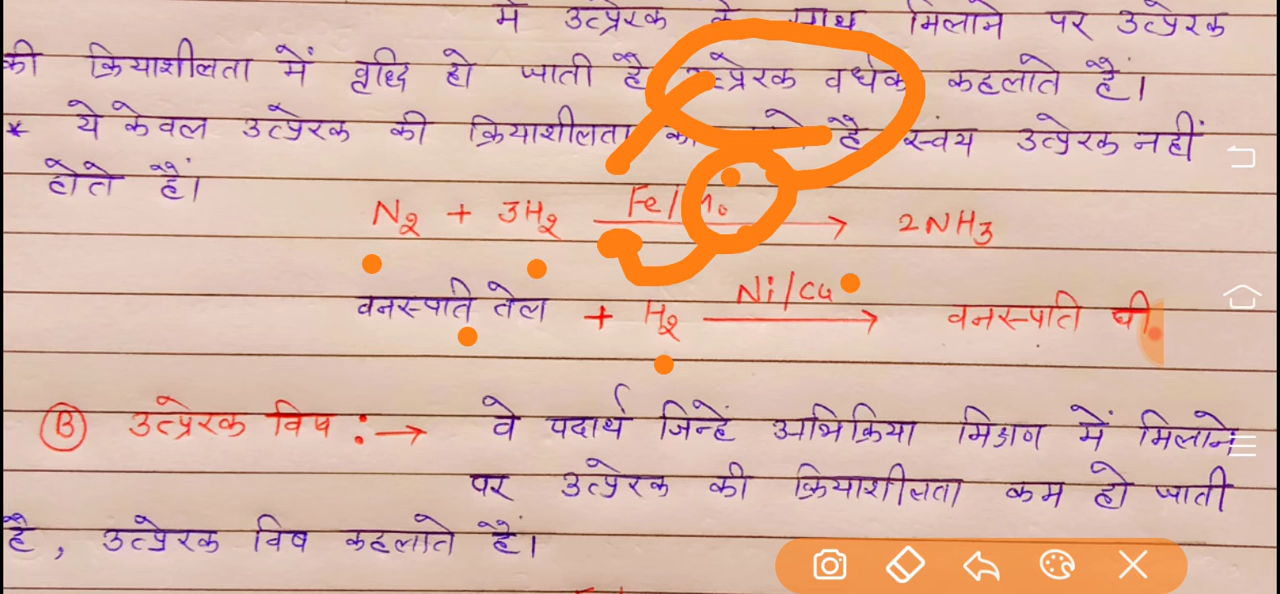 में उत्प्रेरक के साथ मिलाने पर उत्प्रेरक
की क्रियाशीलता में वृद्धि हो जाती है उत्प्रेरक वर्धक कहलाते हैं।
* ये केवल उत्प्रेरक की क्रियाशीलता है स्वंय उत्प्रेरक नहीं
होते हैं।
N2 + 3H2 Fe/Mo → 2NH3
वनस्पति तेल + H2 Ni/Cu → वनस्पति घी
(B) उत्प्रेरक विष :→ वे पदार्थ जिन्हें अभिक्रिया मिश्रण में मिलाने
पर उत्प्रेरक की क्रियाशीलता कम हो जाती
है, उत्प्रेरक विष कहलाते हैं।